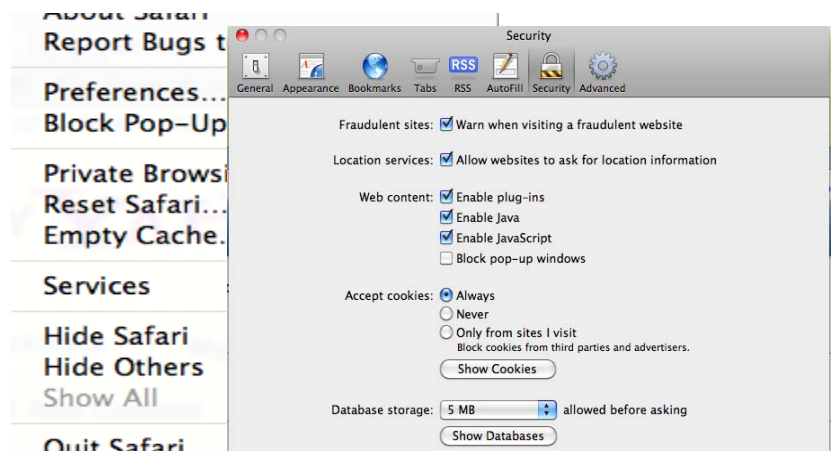 About Safari
Report Bugs t
Preferences...
Block Pop-Up
Private Browsi
Reset Safari...
Empty Cache.
Services
Hide Safari
Hide Others
Show All
Quit Safari
Security
General Appearance Bookmarks Tabs RSS AutoFill Security Advanced
RSS
Fraudulent sites: Warn when visiting a fraudulent website
Location services: Allow websites to ask for location information
Web content: Enable plug-ins
Enable Java
Enable JavaScript
Block pop-up windows
Accept cookies: Always
Never
Only from sites I visit
Block cookies from third parties and advertisers.
Show Cookies
Database storage: 5 MB allowed before asking
Show Databases